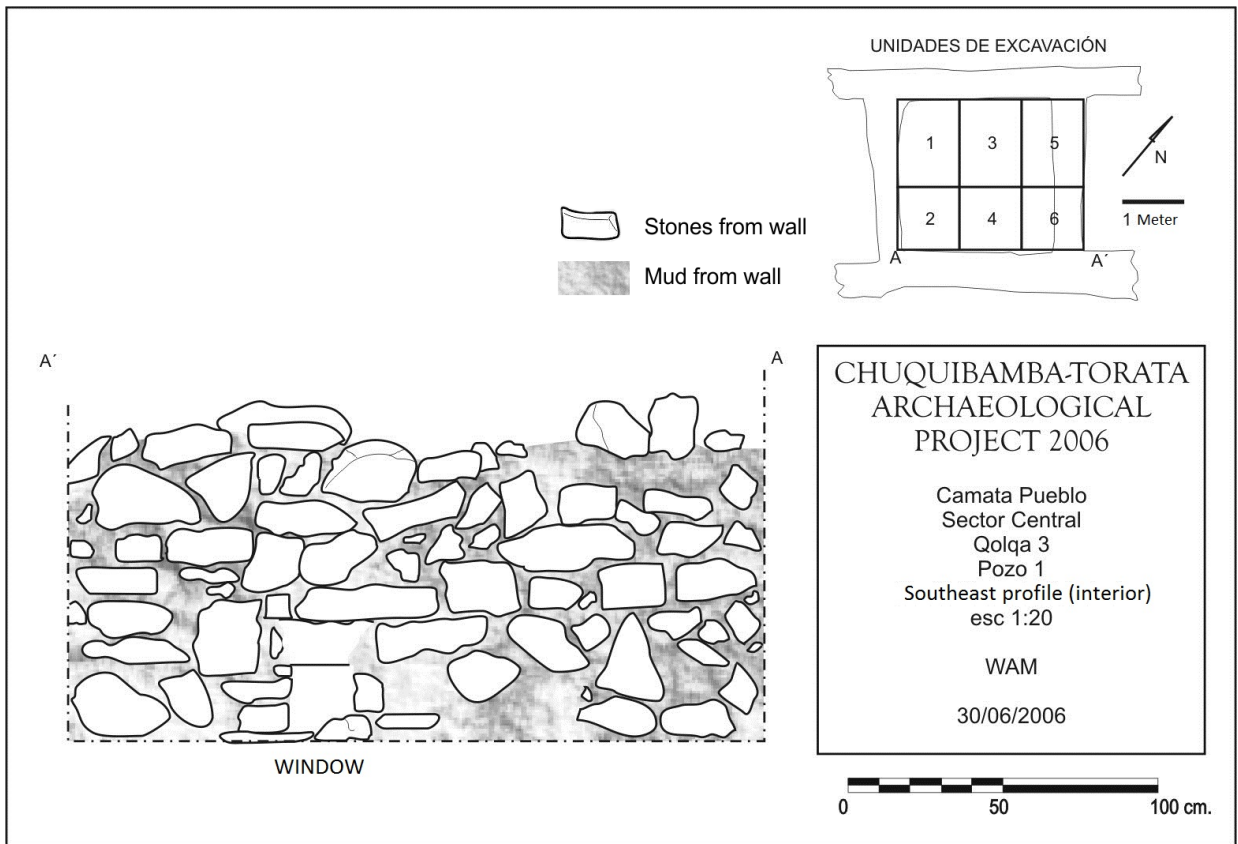 UNIDADES DE EXCAVACIÓN
1 3 5
2 4 6
N
1 Meter
A A´
Stones from wall
Mud from wall
A´ A
WINDOW
CHUQUIBAMBA-TORATA
ARCHAEOLOGICAL
PROJECT 2006
Camata Pueblo
Sector Central
Qolqa 3
Pozo 1
Southeast profile (interior)
esc 1:20
WAM
30/06/2006
0 50 100 cm.